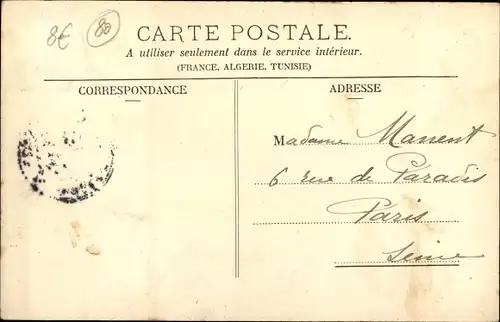 8€
80
CARTE POSTALE.
A utiliser seulement dans le service intérieur.
(FRANCE, ALGERIE, TUNISIE)
CORRESPONDANCE
ADRESSE
Madame Manent
6 rue de Paradis
Paris
Seine